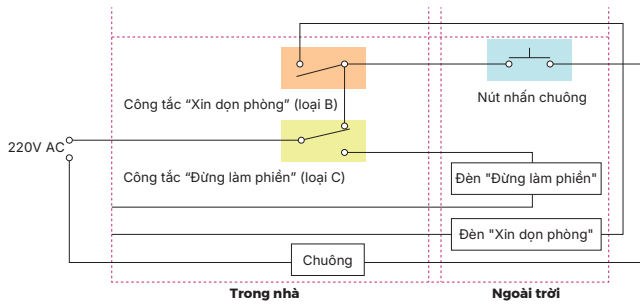 Công tắc “Xin dọn phòng” (loại B)
Nút nhấn chuông
220V AC
Công tắc “Đừng làm phiền” (loại C)
Đèn "Đừng làm phiền"
Đèn "Xin dọn phòng"
Chuông
Trong nhà
Ngoài trời